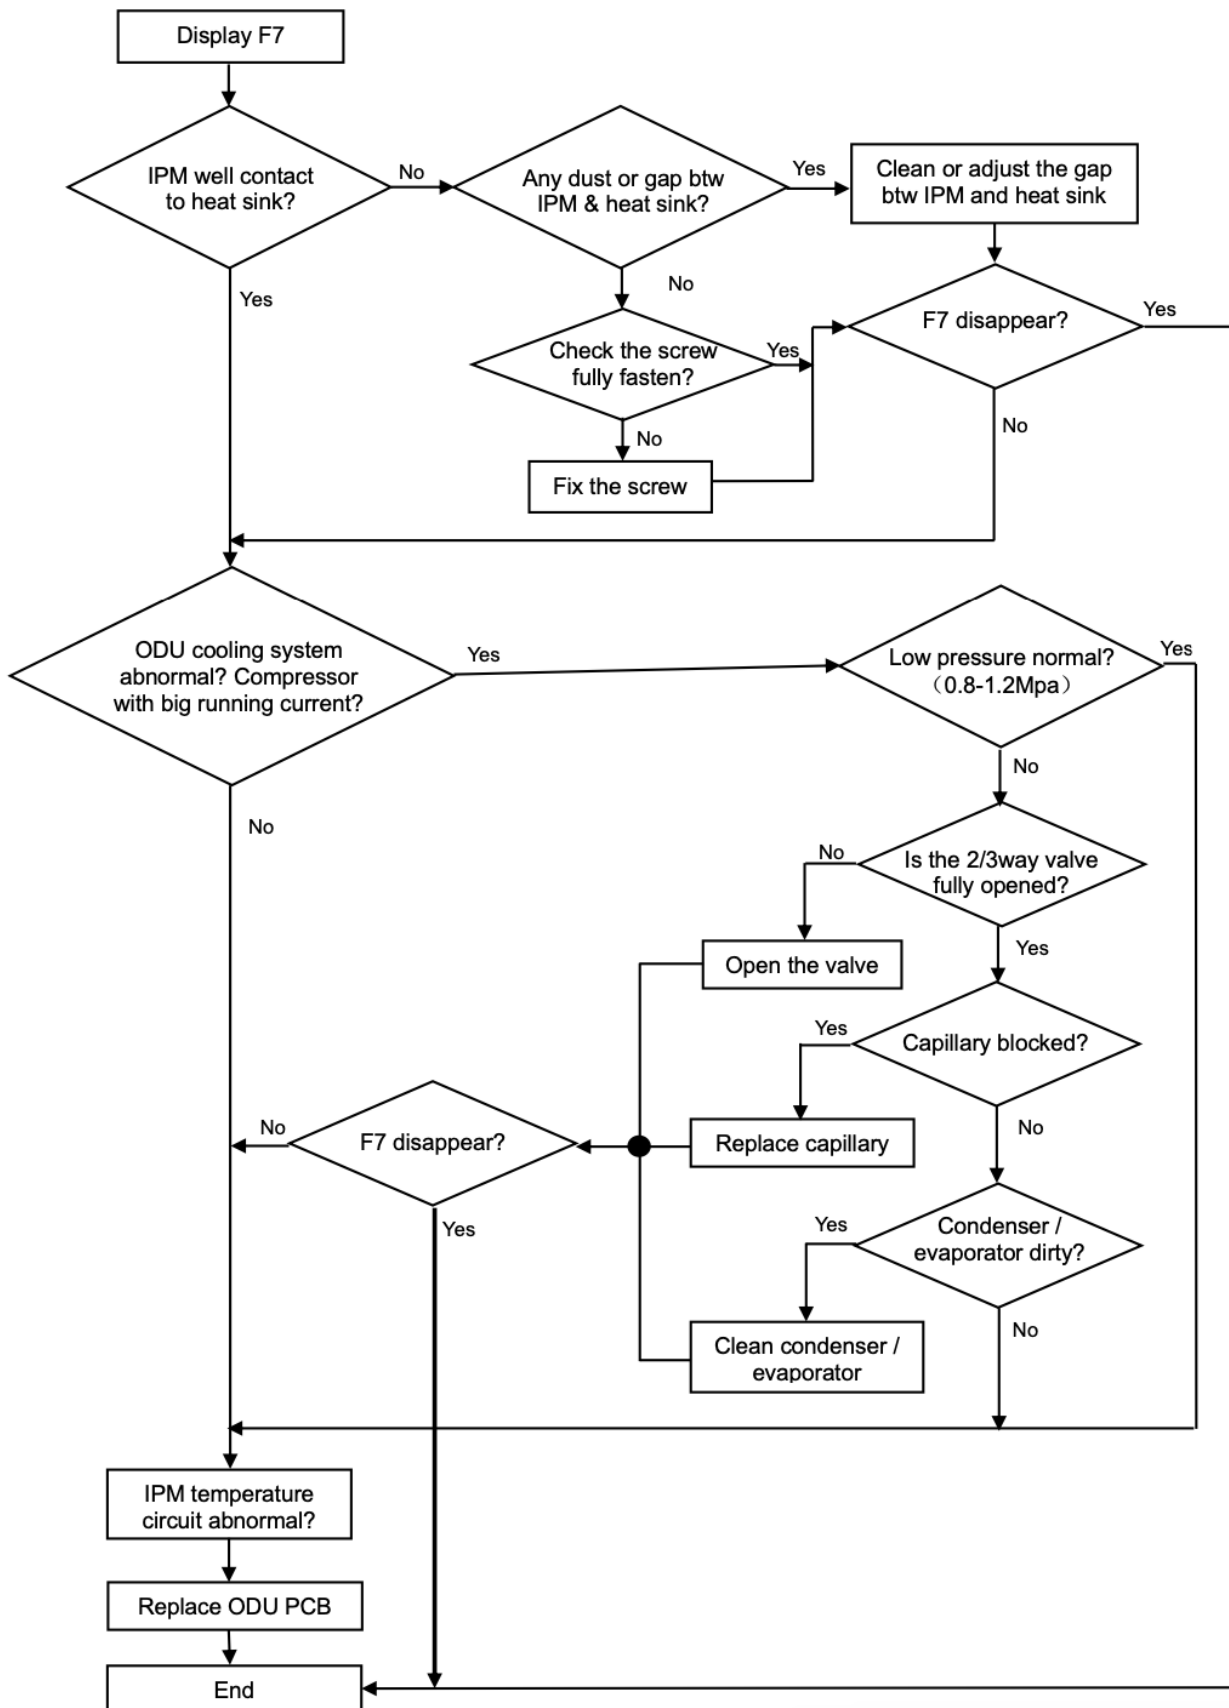 Display F7
IPM well contact
to heat sink?
No
Any dust or gap btw
IPM & heat sink?
Yes
Clean or adjust the gap
btw IPM and heat sink
Yes
No
F7 disappear?
Yes
Check the screw
fully fasten?
Yes
No
No
Fix the screw
ODU cooling system
abnormal? Compressor
with big running current?
Yes
Low pressure normal?
（0.8-1.2Mpa）
Yes
No
No
No
Is the 2/3way valve
fully opened?
Yes
Open the valve
Yes
Capillary blocked?
No
No
F7 disappear?
Replace capillary
Yes
Yes
Condenser /
evaporator dirty?
No
Clean condenser /
evaporator
IPM temperature
circuit abnormal?
Replace ODU PCB
End